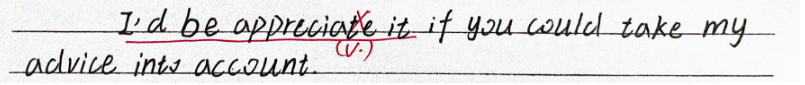 I'd be appreciate it if you could take my
(v.)
advice into account.